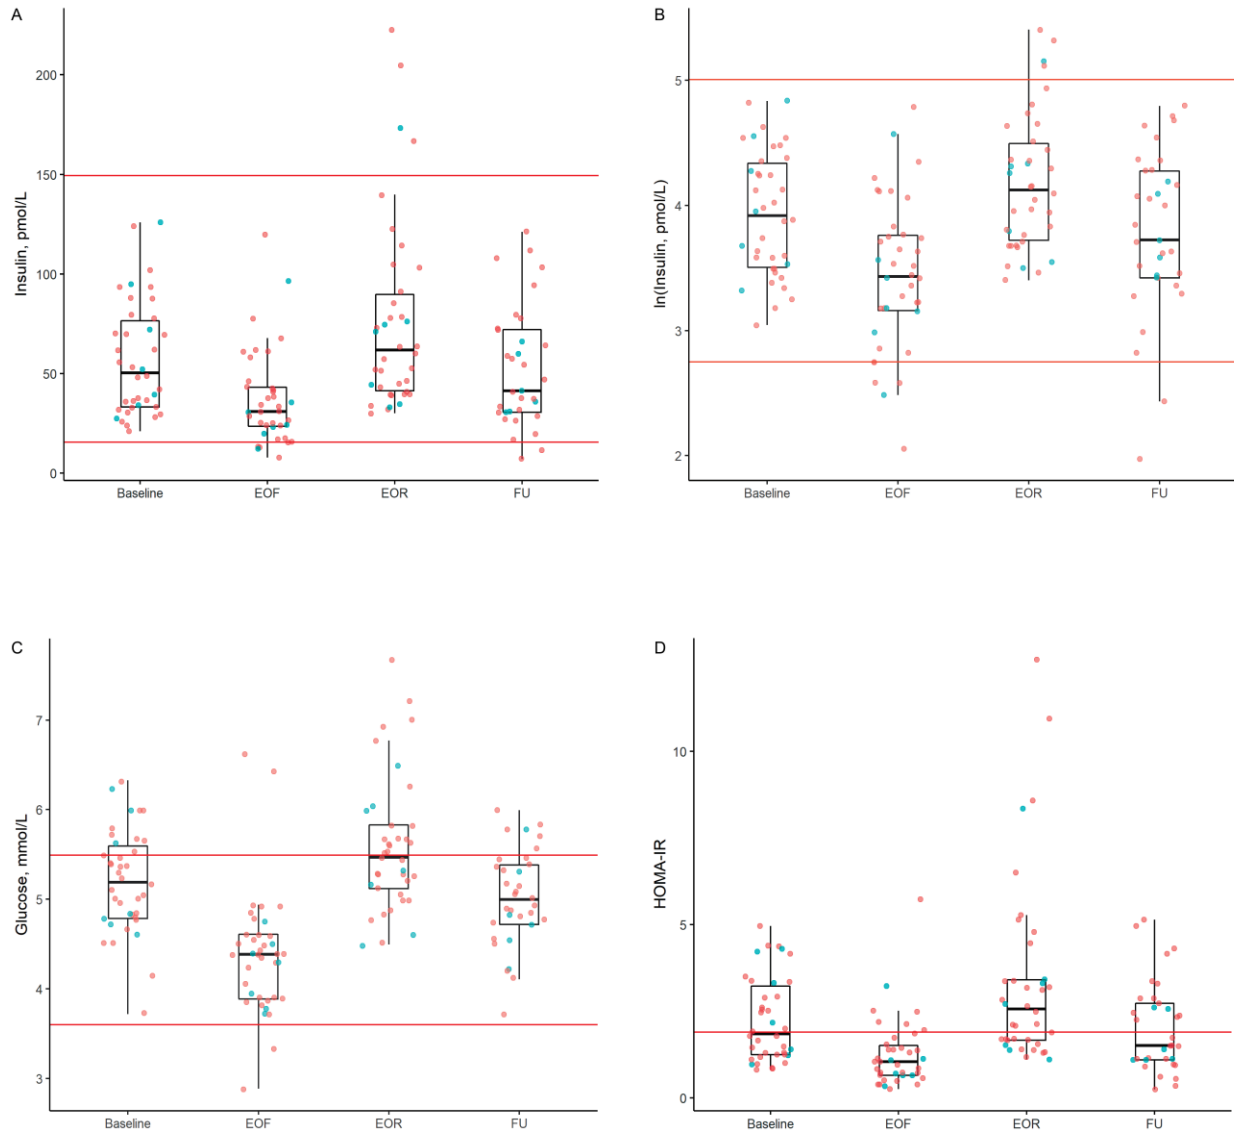 A
Insulin, pmol/L
200
150
100
50
0
Baseline EOF EOR FU
B
ln(Insulin, pmol/L)
5
4
3
2
Baseline EOF EOR FU
C
Glucose, mmol/L
7
6
5
4
3
Baseline EOF EOR FU
D
HOMA-IR
10
5
0
Baseline EOF EOR FU